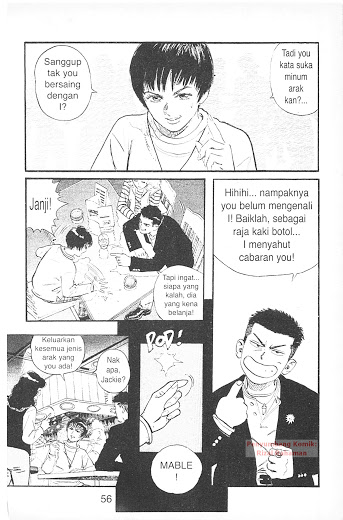 Tadi you
kata suka
minum
arak
kan?...
Sanggup
tak you
bersaing
dengan
I?
Janji!
Tapi ingat...
siapa yang
kalah, dia
yang kena
belanja!
Hihihi... nampaknya
you belum mengenali
I! Baiklah, sebagai
raja kaki botol...
I menyahut
cabaran you!
Keluarkan
kesemua jenis
arak yang
you ada!
Nak
apa,
Jackie?
POP!
MABLE
!
56